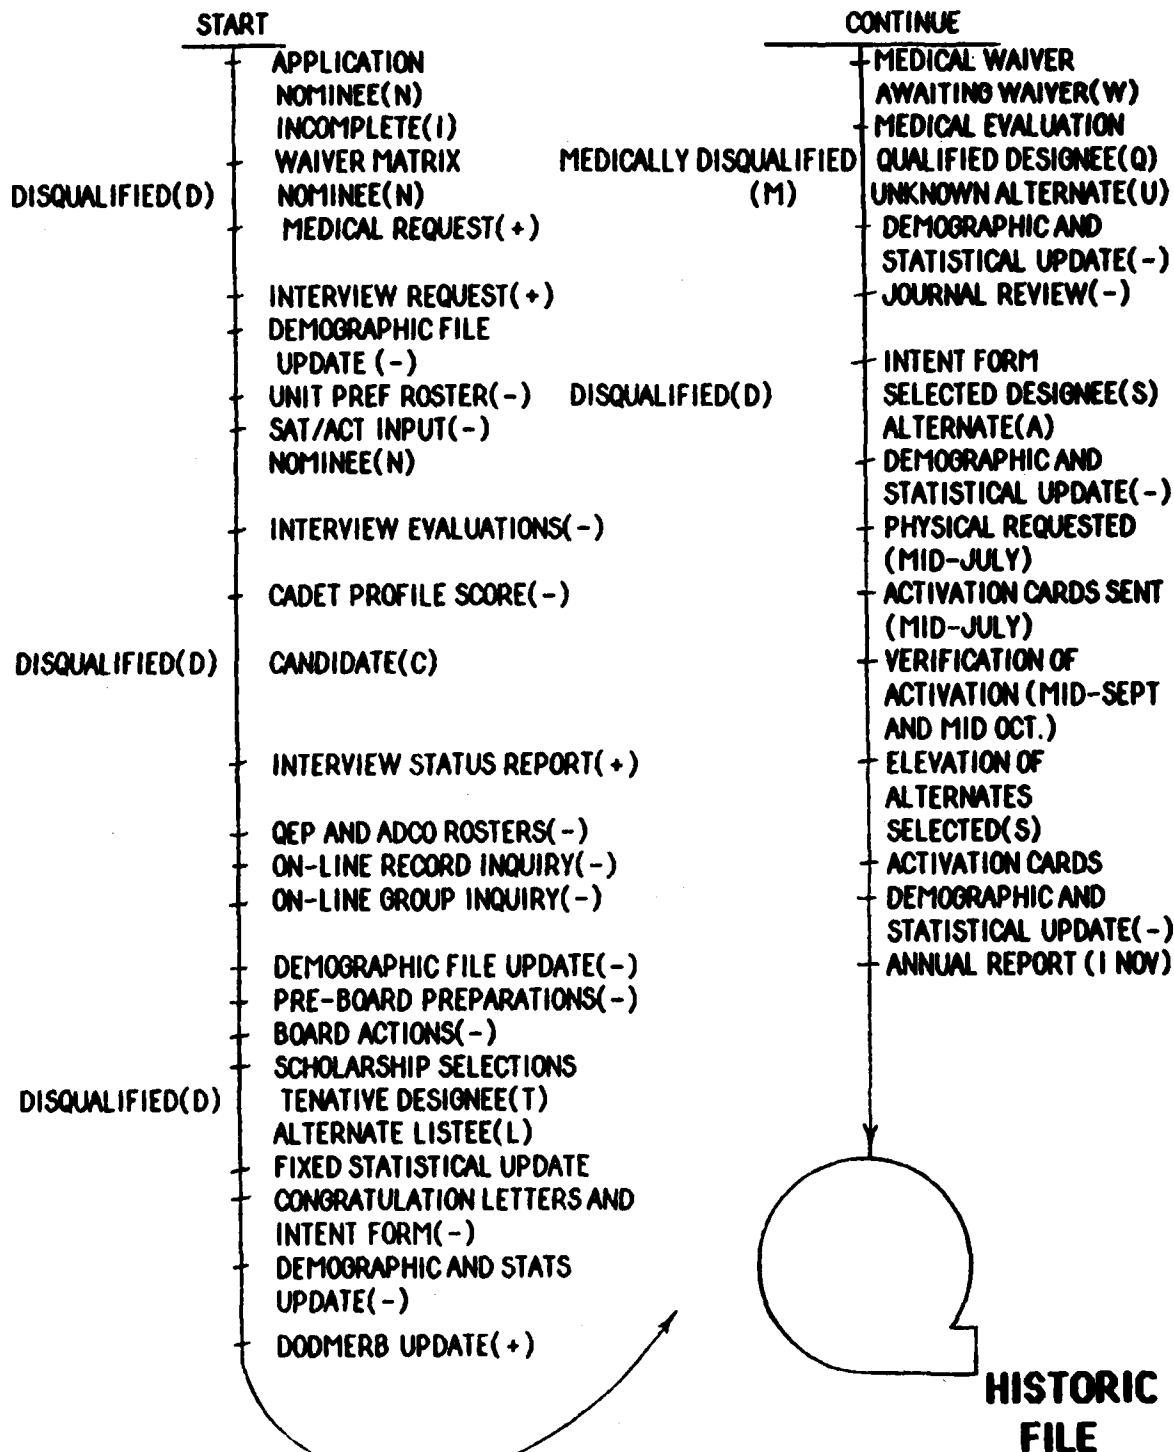 START
APPLICATION
NOMINEE(N)
INCOMPLETE(I)
WAIVER MATRIX
DISQUALIFIED(D) NOMINEE(N)
MEDICAL REQUEST(+)
INTERVIEW REQUEST(+)
DEMOGRAPHIC FILE
UPDATE (-)
UNIT PREF ROSTER(-)
SAT/ACT INPUT(-)
NOMINEE(N)
INTERVIEW EVALUATIONS(-)
CADET PROFILE SCORE(-)
DISQUALIFIED(D) CANDIDATE(C)
INTERVIEW STATUS REPORT(+)
QEP AND ADCO ROSTERS(-)
ON-LINE RECORD INQUIRY(-)
ON-LINE GROUP INQUIRY(-)
DEMOGRAPHIC FILE UPDATE(-)
PRE-BOARD PREPARATIONS(-)
BOARD ACTIONS(-)
SCHOLARSHIP SELECTIONS
DISQUALIFIED(D) TENATIVE DESIGNEE(T)
ALTERNATE LISTEE(L)
FIXED STATISTICAL UPDATE
CONGRATULATION LETTERS AND
INTENT FORM(-)
DEMOGRAPHIC AND STATS
UPDATE(-)
DODMERB UPDATE(+)
CONTINUE
MEDICAL WAIVER
AWAITING WAIVER(W)
MEDICAL EVALUATION
MEDICALLY DISQUALIFIED QUALIFIED DESIGNEE(Q)
(M) UNKNOWN ALTERNATE(U)
DEMOGRAPHIC AND
STATISTICAL UPDATE(-)
JOURNAL REVIEW(-)
INTENT FORM
DISQUALIFIED(D) SELECTED DESIGNEE(S)
ALTERNATE(A)
DEMOGRAPHIC AND
STATISTICAL UPDATE(-)
PHYSICAL REQUESTED
(MID-JULY)
ACTIVATION CARDS SENT
(MID-JULY)
VERIFICATION OF
ACTIVATION (MID-SEPT
AND MID OCT.)
ELEVATION OF
ALTERNATES
SELECTED(S)
ACTIVATION CARDS
DEMOGRAPHIC AND
STATISTICAL UPDATE(-)
ANNUAL REPORT (1 NOV)
HISTORIC
FILE